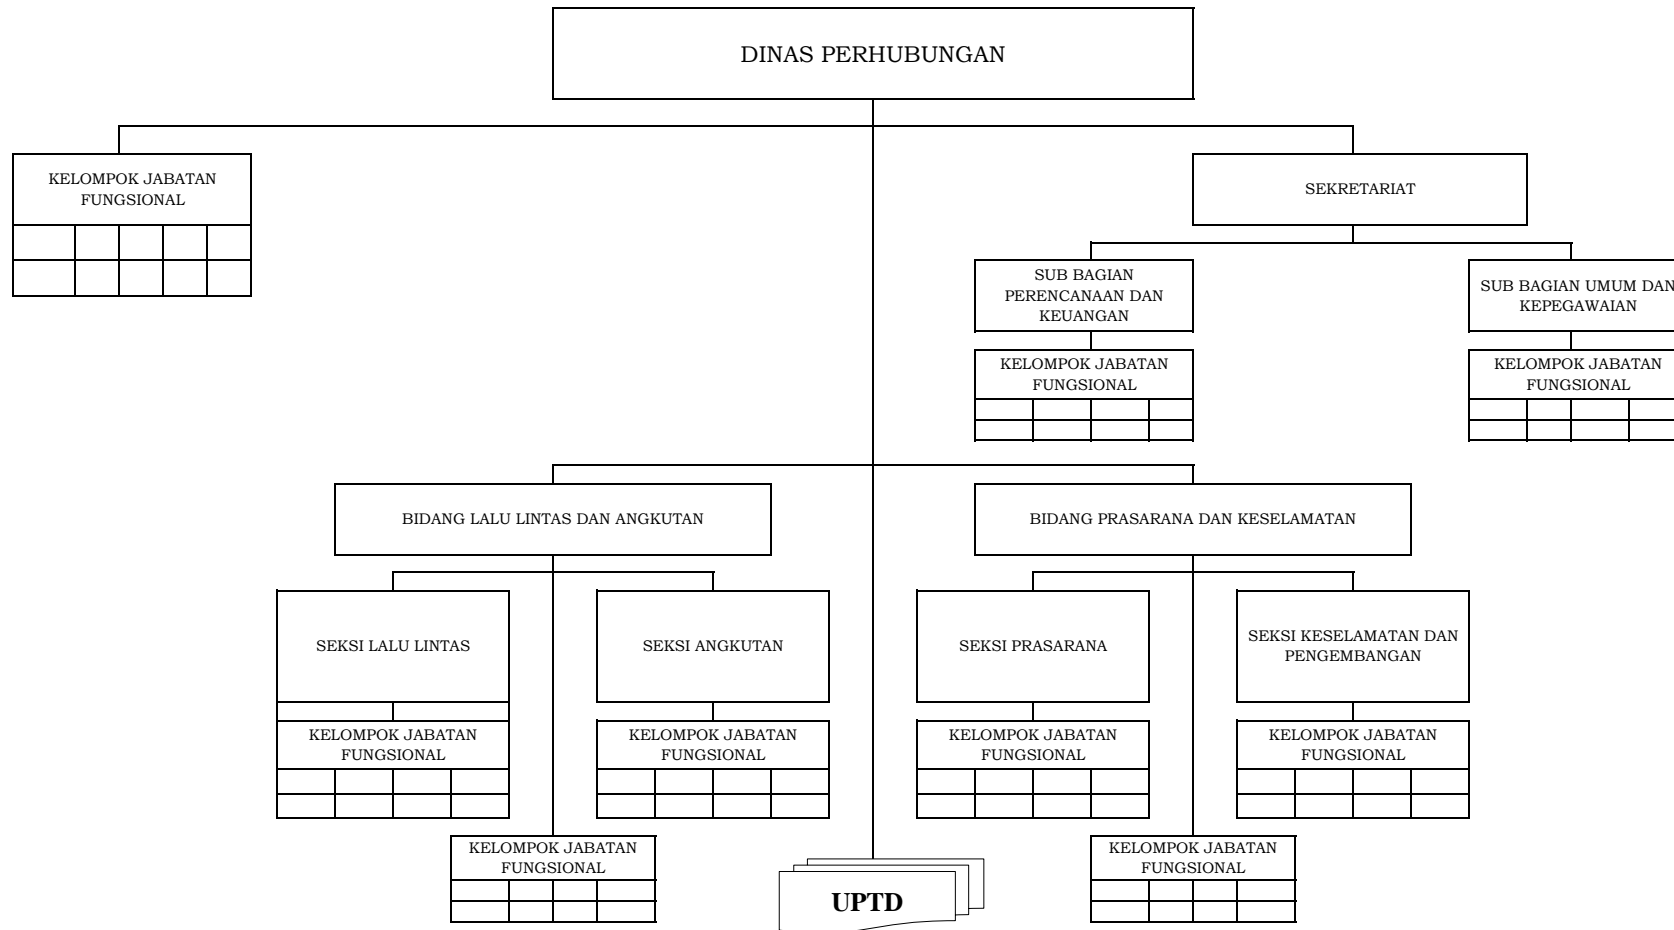 DINAS PERHUBUNGAN
KELOMPOK JABATAN
FUNGSIONAL
SEKRETARIAT
SUB BAGIAN
PERENCANAAN DAN
KEUANGAN
SUB BAGIAN UMUM DAN
KEPEGAWAIAN
KELOMPOK JABATAN
FUNGSIONAL
KELOMPOK JABATAN
FUNGSIONAL
BIDANG LALU LINTAS DAN ANGKUTAN
BIDANG PRASARANA DAN KESELAMATAN
SEKSI LALU LINTAS
SEKSI ANGKUTAN
SEKSI PRASARANA
SEKSI KESELAMATAN DAN
PENGEMBANGAN
KELOMPOK JABATAN
FUNGSIONAL
KELOMPOK JABATAN
FUNGSIONAL
KELOMPOK JABATAN
FUNGSIONAL
KELOMPOK JABATAN
FUNGSIONAL
KELOMPOK JABATAN
FUNGSIONAL
UPTD
KELOMPOK JABATAN
FUNGSIONAL